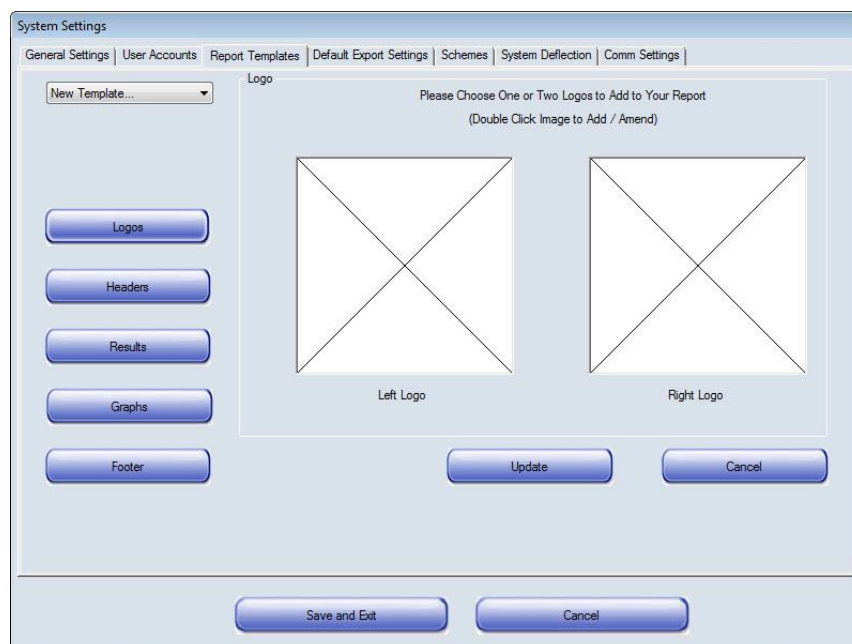 System Settings
General Settings User Accounts Report Templates Default Export Settings Schemes System Deflection Comm Settings
New Template...
Logo
Please Choose One or Two Logos to Add to Your Report
(Double Click Image to Add / Amend)
Logos
Headers
Results
Graphs
Footer
Left Logo
Right Logo
Update
Cancel
Save and Exit
Cancel